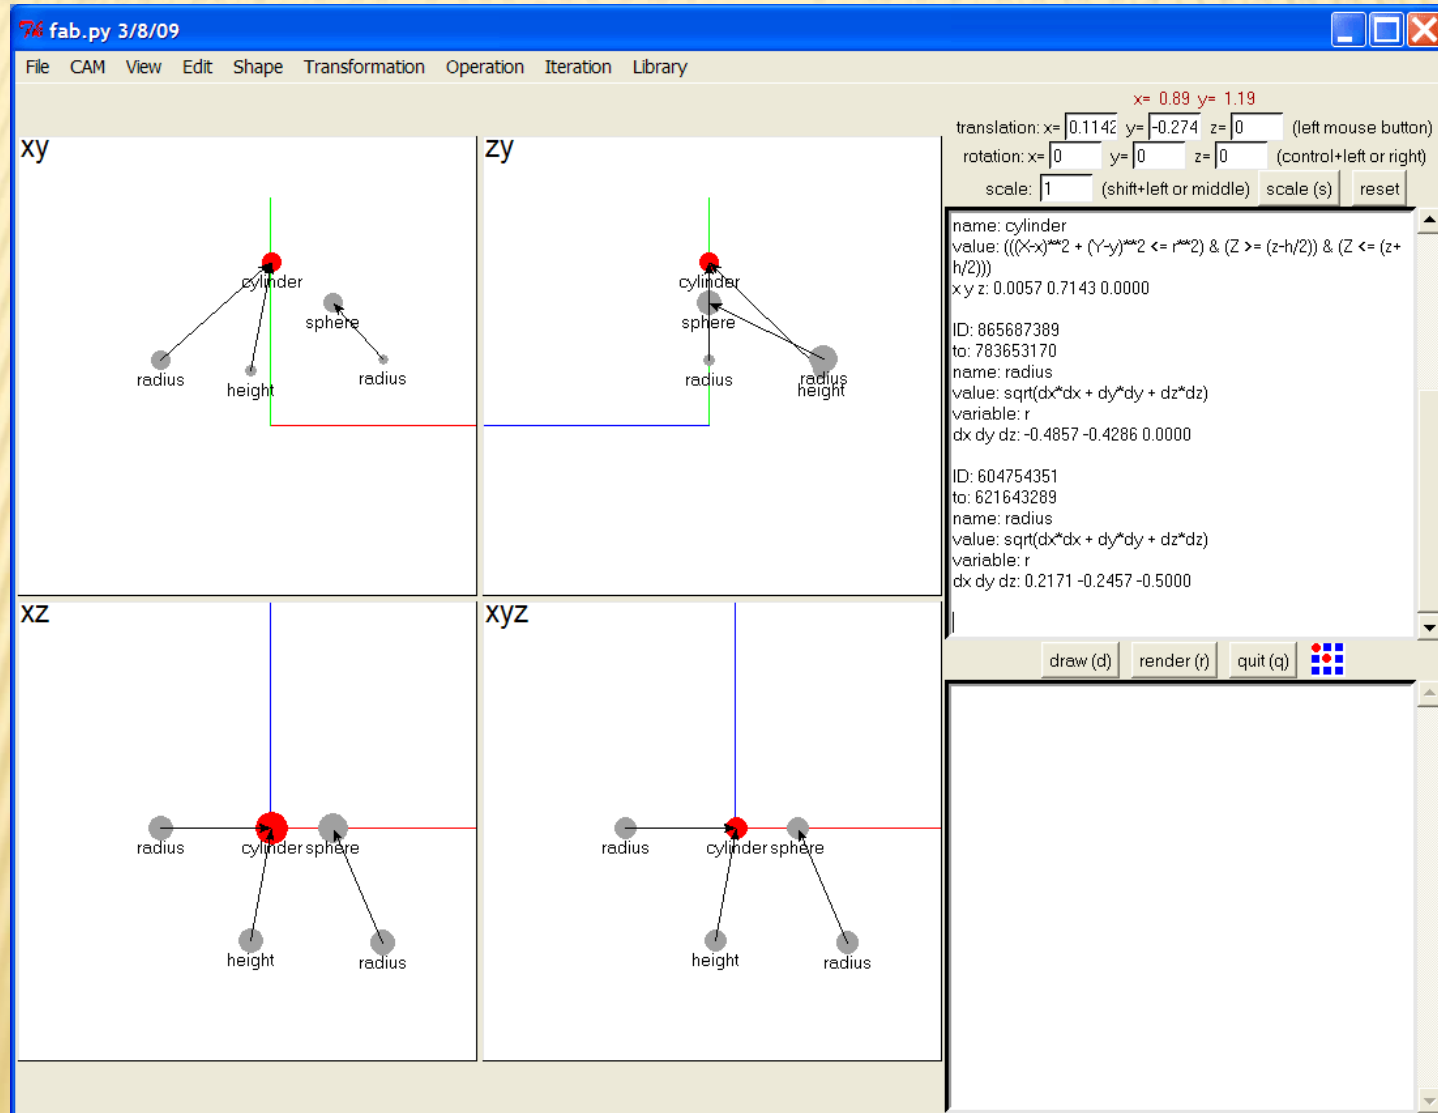 fab.py 3/8/09
File CAM View Edit Shape Transformation Operation Iteration Library
x= 0.89 y= 1.19
translation: x= 0.1142 y= -0.274 z= 0 (left mouse button)
rotation: x= 0 y= 0 z= 0 (control+left or right)
scale: 1 (shift+left or middle) scale (s) reset
xy
cylinder
sphere
radius
height
radius
zy
cylinder
sphere
radius
radius
height
name: cylinder
value: (((X-x)**2 + (Y-y)**2 <= r**2) & (Z >= (z-h/2)) & (Z <= (z+
h/2)))
x y z: 0.0057 0.7143 0.0000
ID: 865687389
to: 783653170
name: radius
value: sqrt(dx*dx + dy*dy + dz*dz)
variable: r
dx dy dz: -0.4857 -0.4286 0.0000
ID: 604754351
to: 621643289
name: radius
value: sqrt(dx*dx + dy*dy + dz*dz)
variable: r
dx dy dz: 0.2171 -0.2457 -0.5000
draw (d) render (r) quit (q)
xz
radius cylinder sphere
height radius
xyz
radius cylinder sphere
height radius